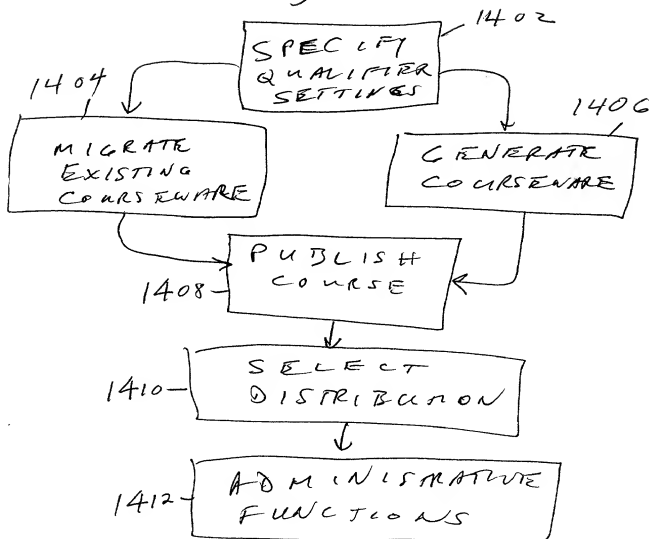 1402
SPECIFY
QUALIFIER
SETTINGS
1404
MIGRATE
EXISTING
COURSEWARE
1406
GENERATE
COURSEWARE
PUBLISH
COURSE
1408
SELECT
DISTRIBUTION
1410
ADMINISTRATIVE
FUNCTIONS
1412